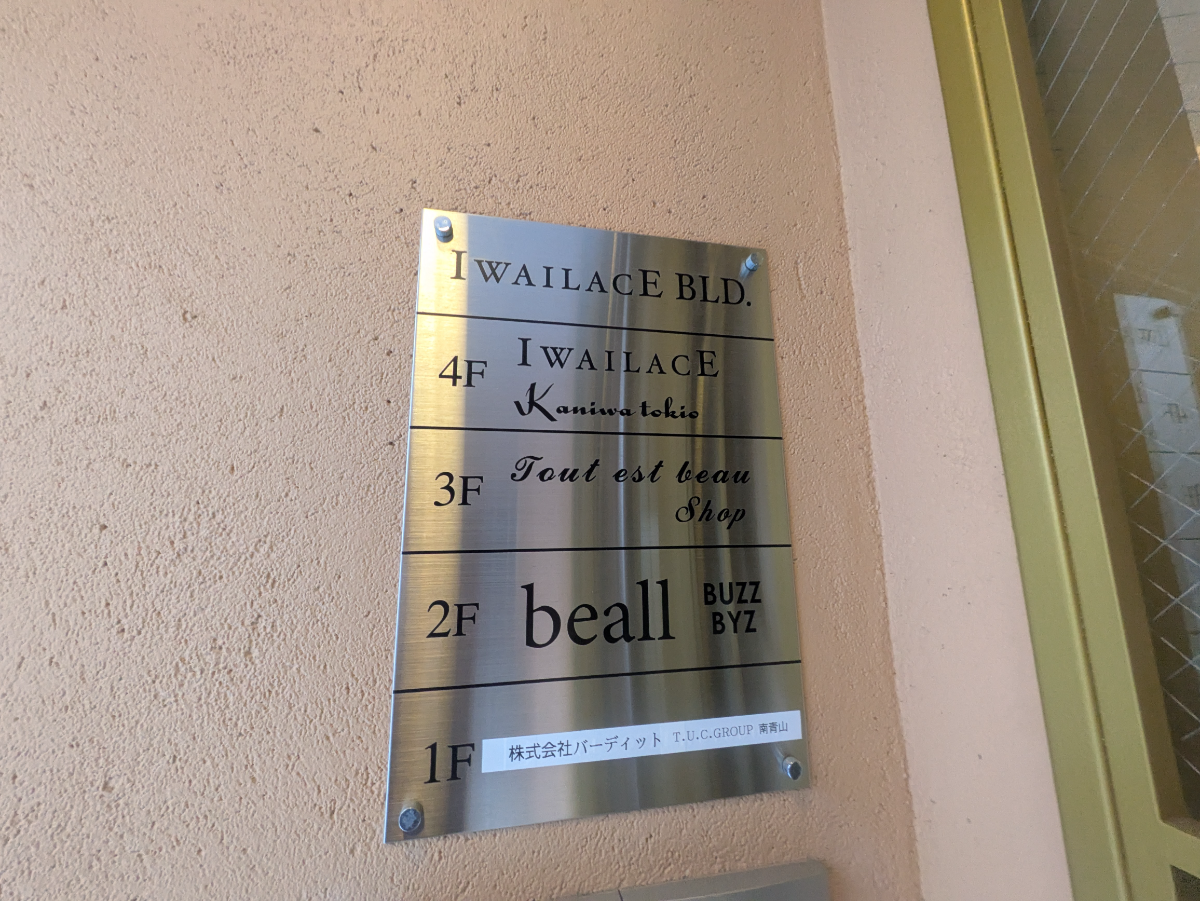 IWAILACE BLD.
4F IWAILACE
Kaniwa tokio
3F Tout est beau
Shop
2F beall BUZZ
BYZ
1F 株式会社バーディット T.U.C.GROUP 南青山